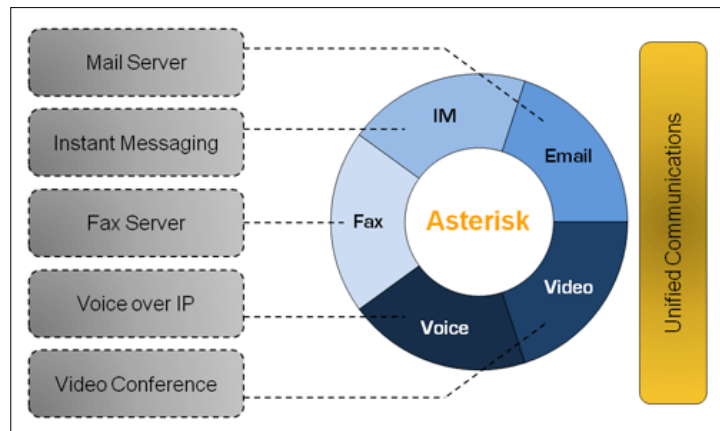 Mail Server
Instant Messaging
Fax Server
Voice over IP
Video Conference
IM
Email
Fax
Asterisk
Video
Voice
Unified Communications